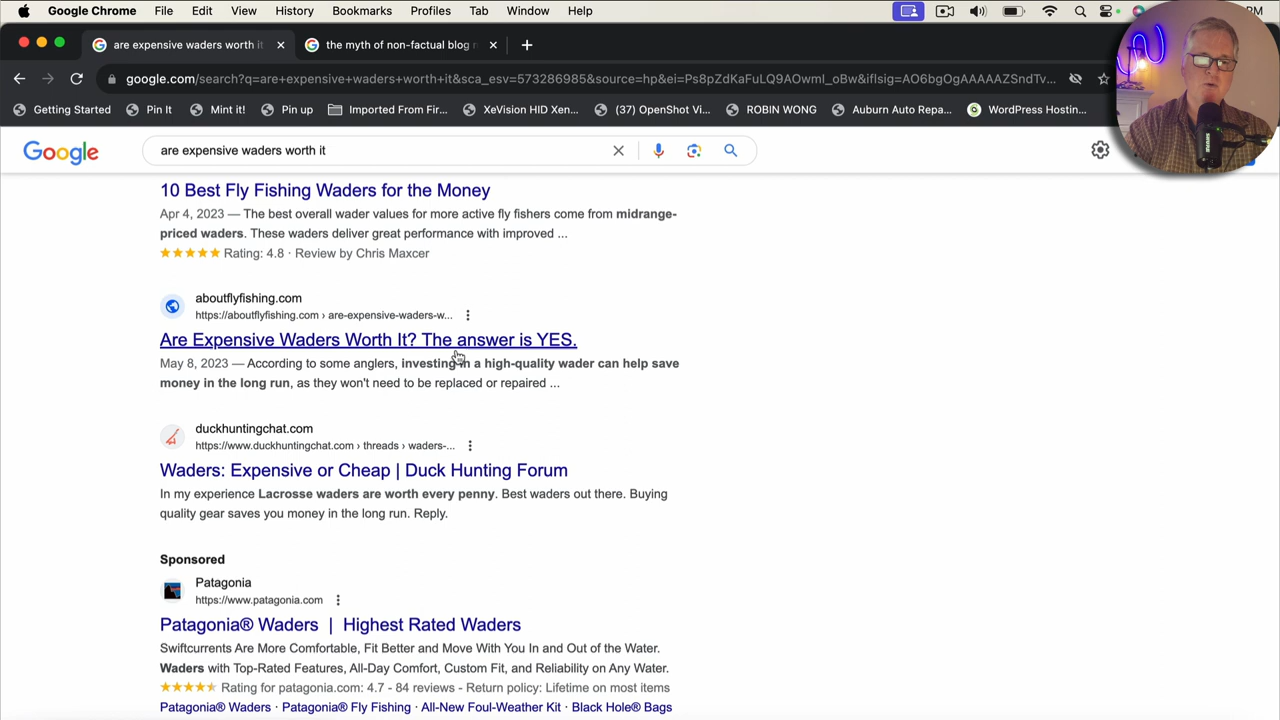 Google Chrome File Edit View History Bookmarks Profiles Tab Window Help PM
are expensive waders worth it the myth of non-factual blog
google.com/search?q=are+expensive+waders+worth+it&sca_esv=573286985&source=hp&ei=Ps8pZdKaFuLQ9AOwml_oBw&iflsig=AO6bgOgAAAAAZSndTv...
Getting Started Pin It Mint it! Pin up Imported From Fir... XeVision HID Xen... (37) OpenShot Vi... ROBIN WONG Auburn Auto Repa... WordPress Hostin...
Google are expensive waders worth it
10 Best Fly Fishing Waders for the Money
Apr 4, 2023 — The best overall wader values for more active fly fishers come from midrange-
priced waders. These waders deliver great performance with improved ...
Rating: 4.8 · Review by Chris Maxcer
aboutflyfishing.com
https://aboutflyfishing.com › are-expensive-waders-w...
Are Expensive Waders Worth It? The answer is YES.
May 8, 2023 — According to some anglers, investing in a high-quality wader can help save
money in the long run, as they won't need to be replaced or repaired ...
duckhuntingchat.com
https://www.duckhuntingchat.com › threads › waders-...
Waders: Expensive or Cheap | Duck Hunting Forum
In my experience Lacrosse waders are worth every penny. Best waders out there. Buying
quality gear saves you money in the long run. Reply.
Sponsored
Patagonia
https://www.patagonia.com
Patagonia® Waders | Highest Rated Waders
Swiftcurrents Are More Comfortable, Fit Better and Move With You In and Out of the Water.
Waders with Top-Rated Features, All-Day Comfort, Custom Fit, and Reliability on Any Water.
Rating for patagonia.com: 4.7 - 84 reviews - Return policy: Lifetime on most items
Patagonia® Waders · Patagonia® Fly Fishing · All-New Foul-Weather Kit · Black Hole® Bags